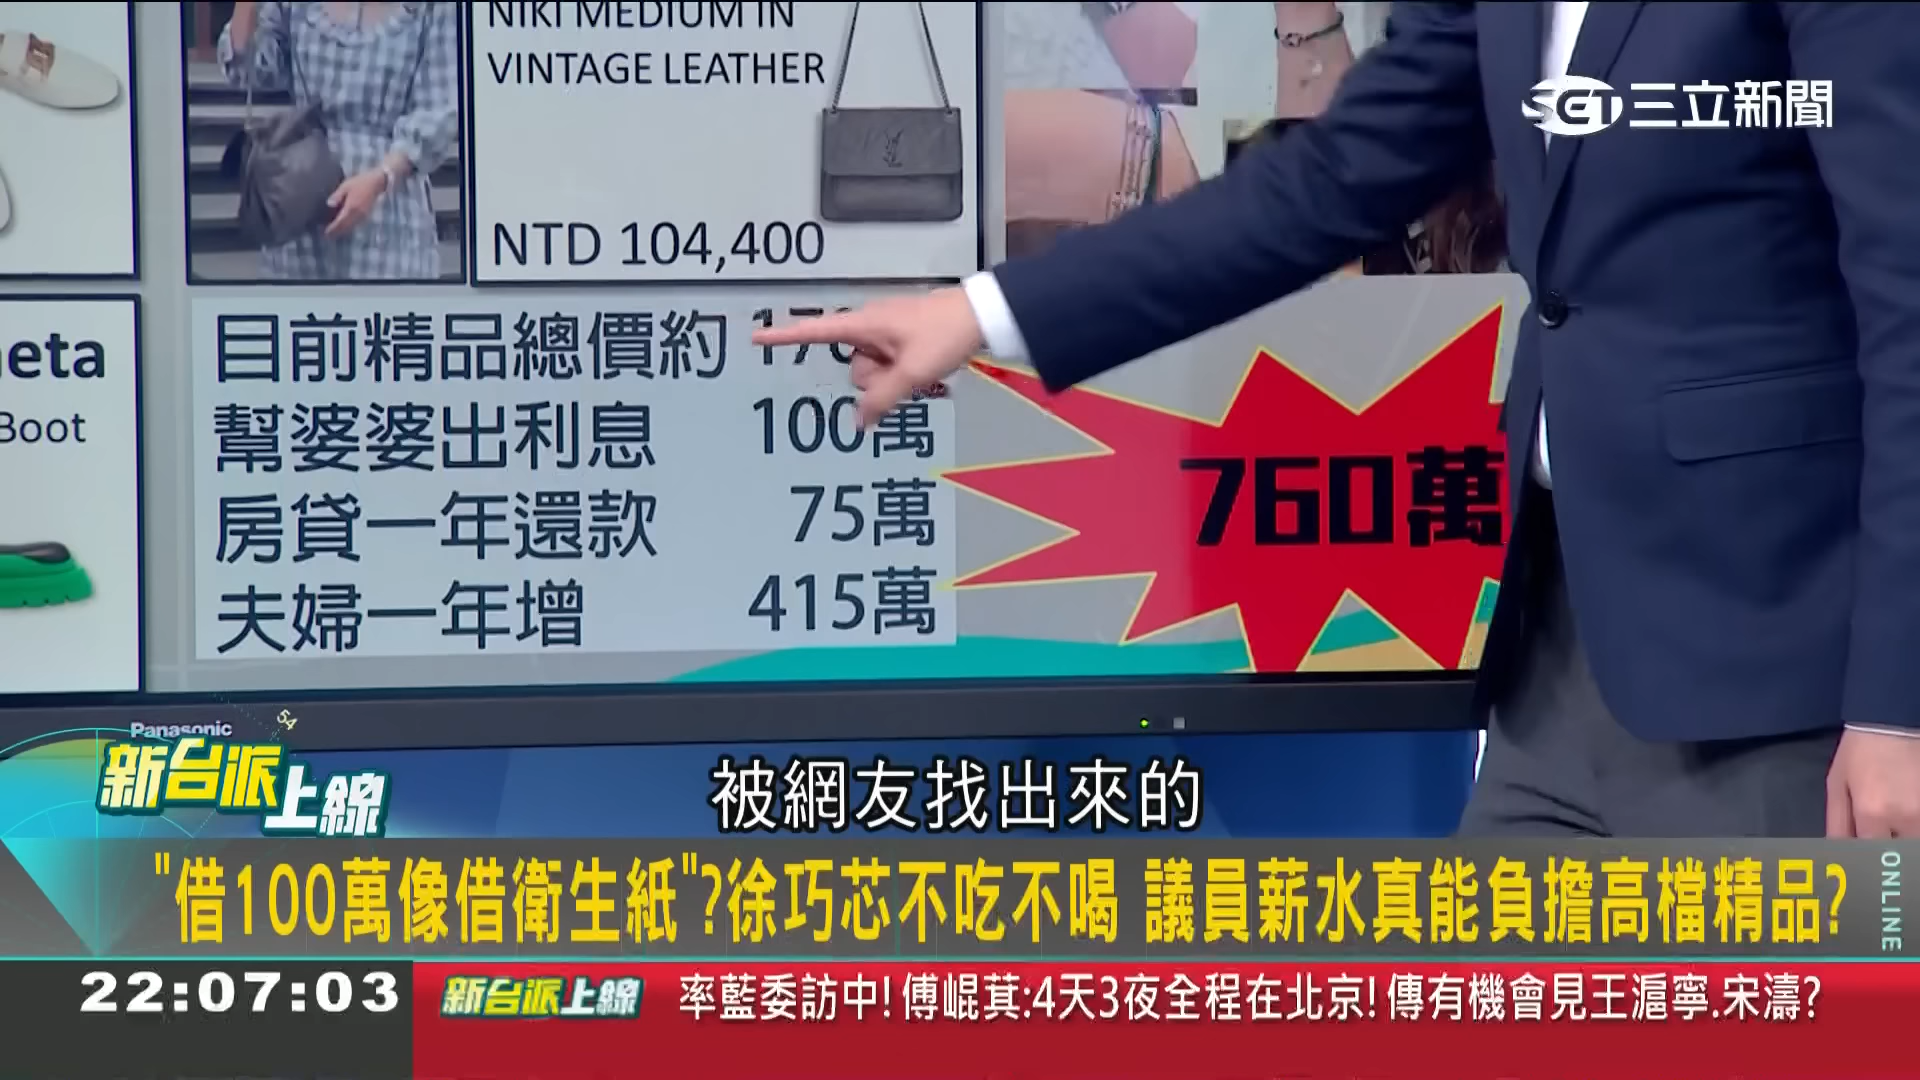 NIKI MEDIUM IN
VINTAGE LEATHER
NTD 104,400
SET三立新聞
eta
Boot
目前精品總價約
幫婆婆出利息 100萬
房貸一年還款 75萬
夫婦一年增 415萬
760萬
Panasonic
54
新台派上線
被網友找出來的
"借100萬像借衛生紙"?徐巧芯不吃不喝 議員薪水真能負擔高檔精品?
ONLINE
22:07:03
新台派上線
率藍委訪中!傅崐萁:4天3夜全程在北京!傳有機會見王滬寧.宋濤?